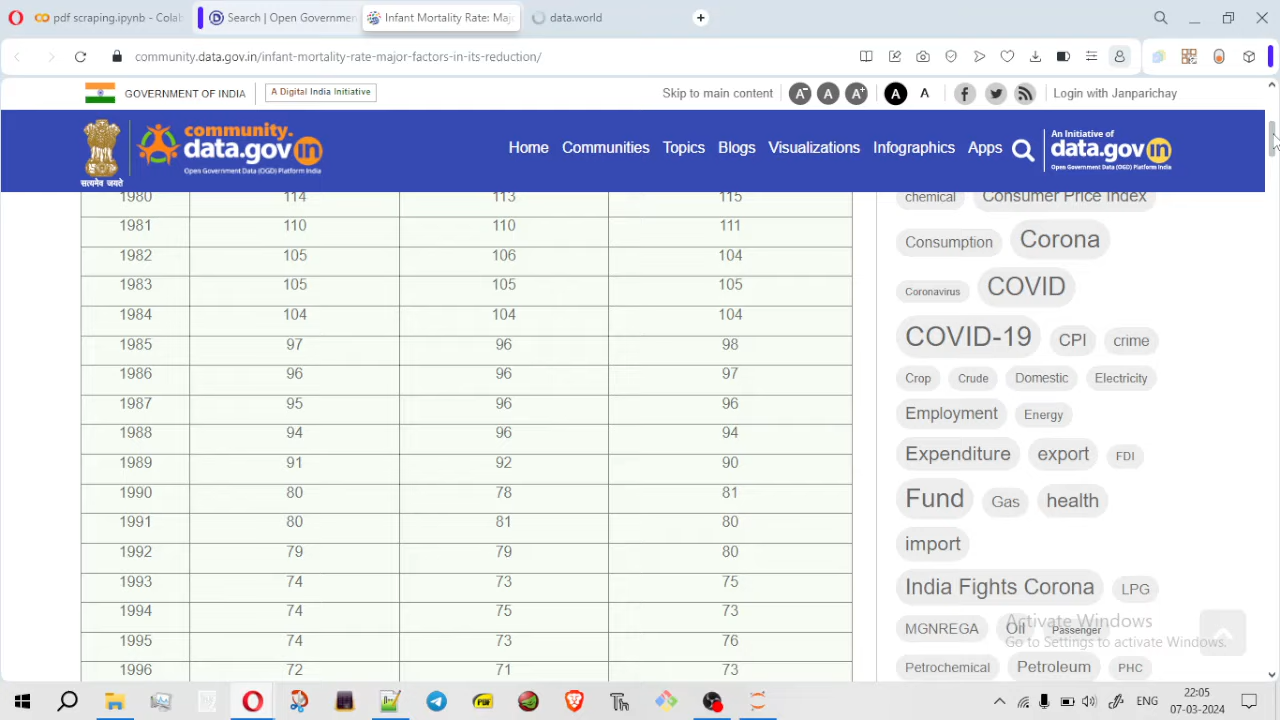 pdf scraping.ipynb - Colab
Search | Open Governmen
Infant Mortality Rate: Majo
data.world
community.data.gov.in/infant-mortality-rate-major-factors-in-its-reduction/
GOVERNMENT OF INDIA
A Digital India Initiative
Skip to main content
A- A A+ A A
Login with Janparichay
सत्यमेव जयते
community.
data.gov.in
Open Government Data (OGD) Platform India
Home Communities Topics Blogs Visualizations Infographics Apps
An Initiative of
data.gov.in
Open Government Data (OGD) Platform India
1980 114 113 115
1981 110 110 111
1982 105 106 104
1983 105 105 105
1984 104 104 104
1985 97 96 98
1986 96 96 97
1987 95 96 96
1988 94 96 94
1989 91 92 90
1990 80 78 81
1991 80 81 80
1992 79 79 80
1993 74 73 75
1994 74 75 73
1995 74 73 76
1996 72 71 73
chemical Consumer Price Index
Consumption Corona
Coronavirus COVID
COVID-19 CPI crime
Crop Crude Domestic Electricity
Employment Energy
Expenditure export FDI
Fund Gas health
import
India Fights Corona LPG
MGNREGA Oil Passenger
Petrochemical Petroleum PHC
Activate Windows
Go to Settings to activate Windows.
PDF
Th
ENG
22:05
07-03-2024